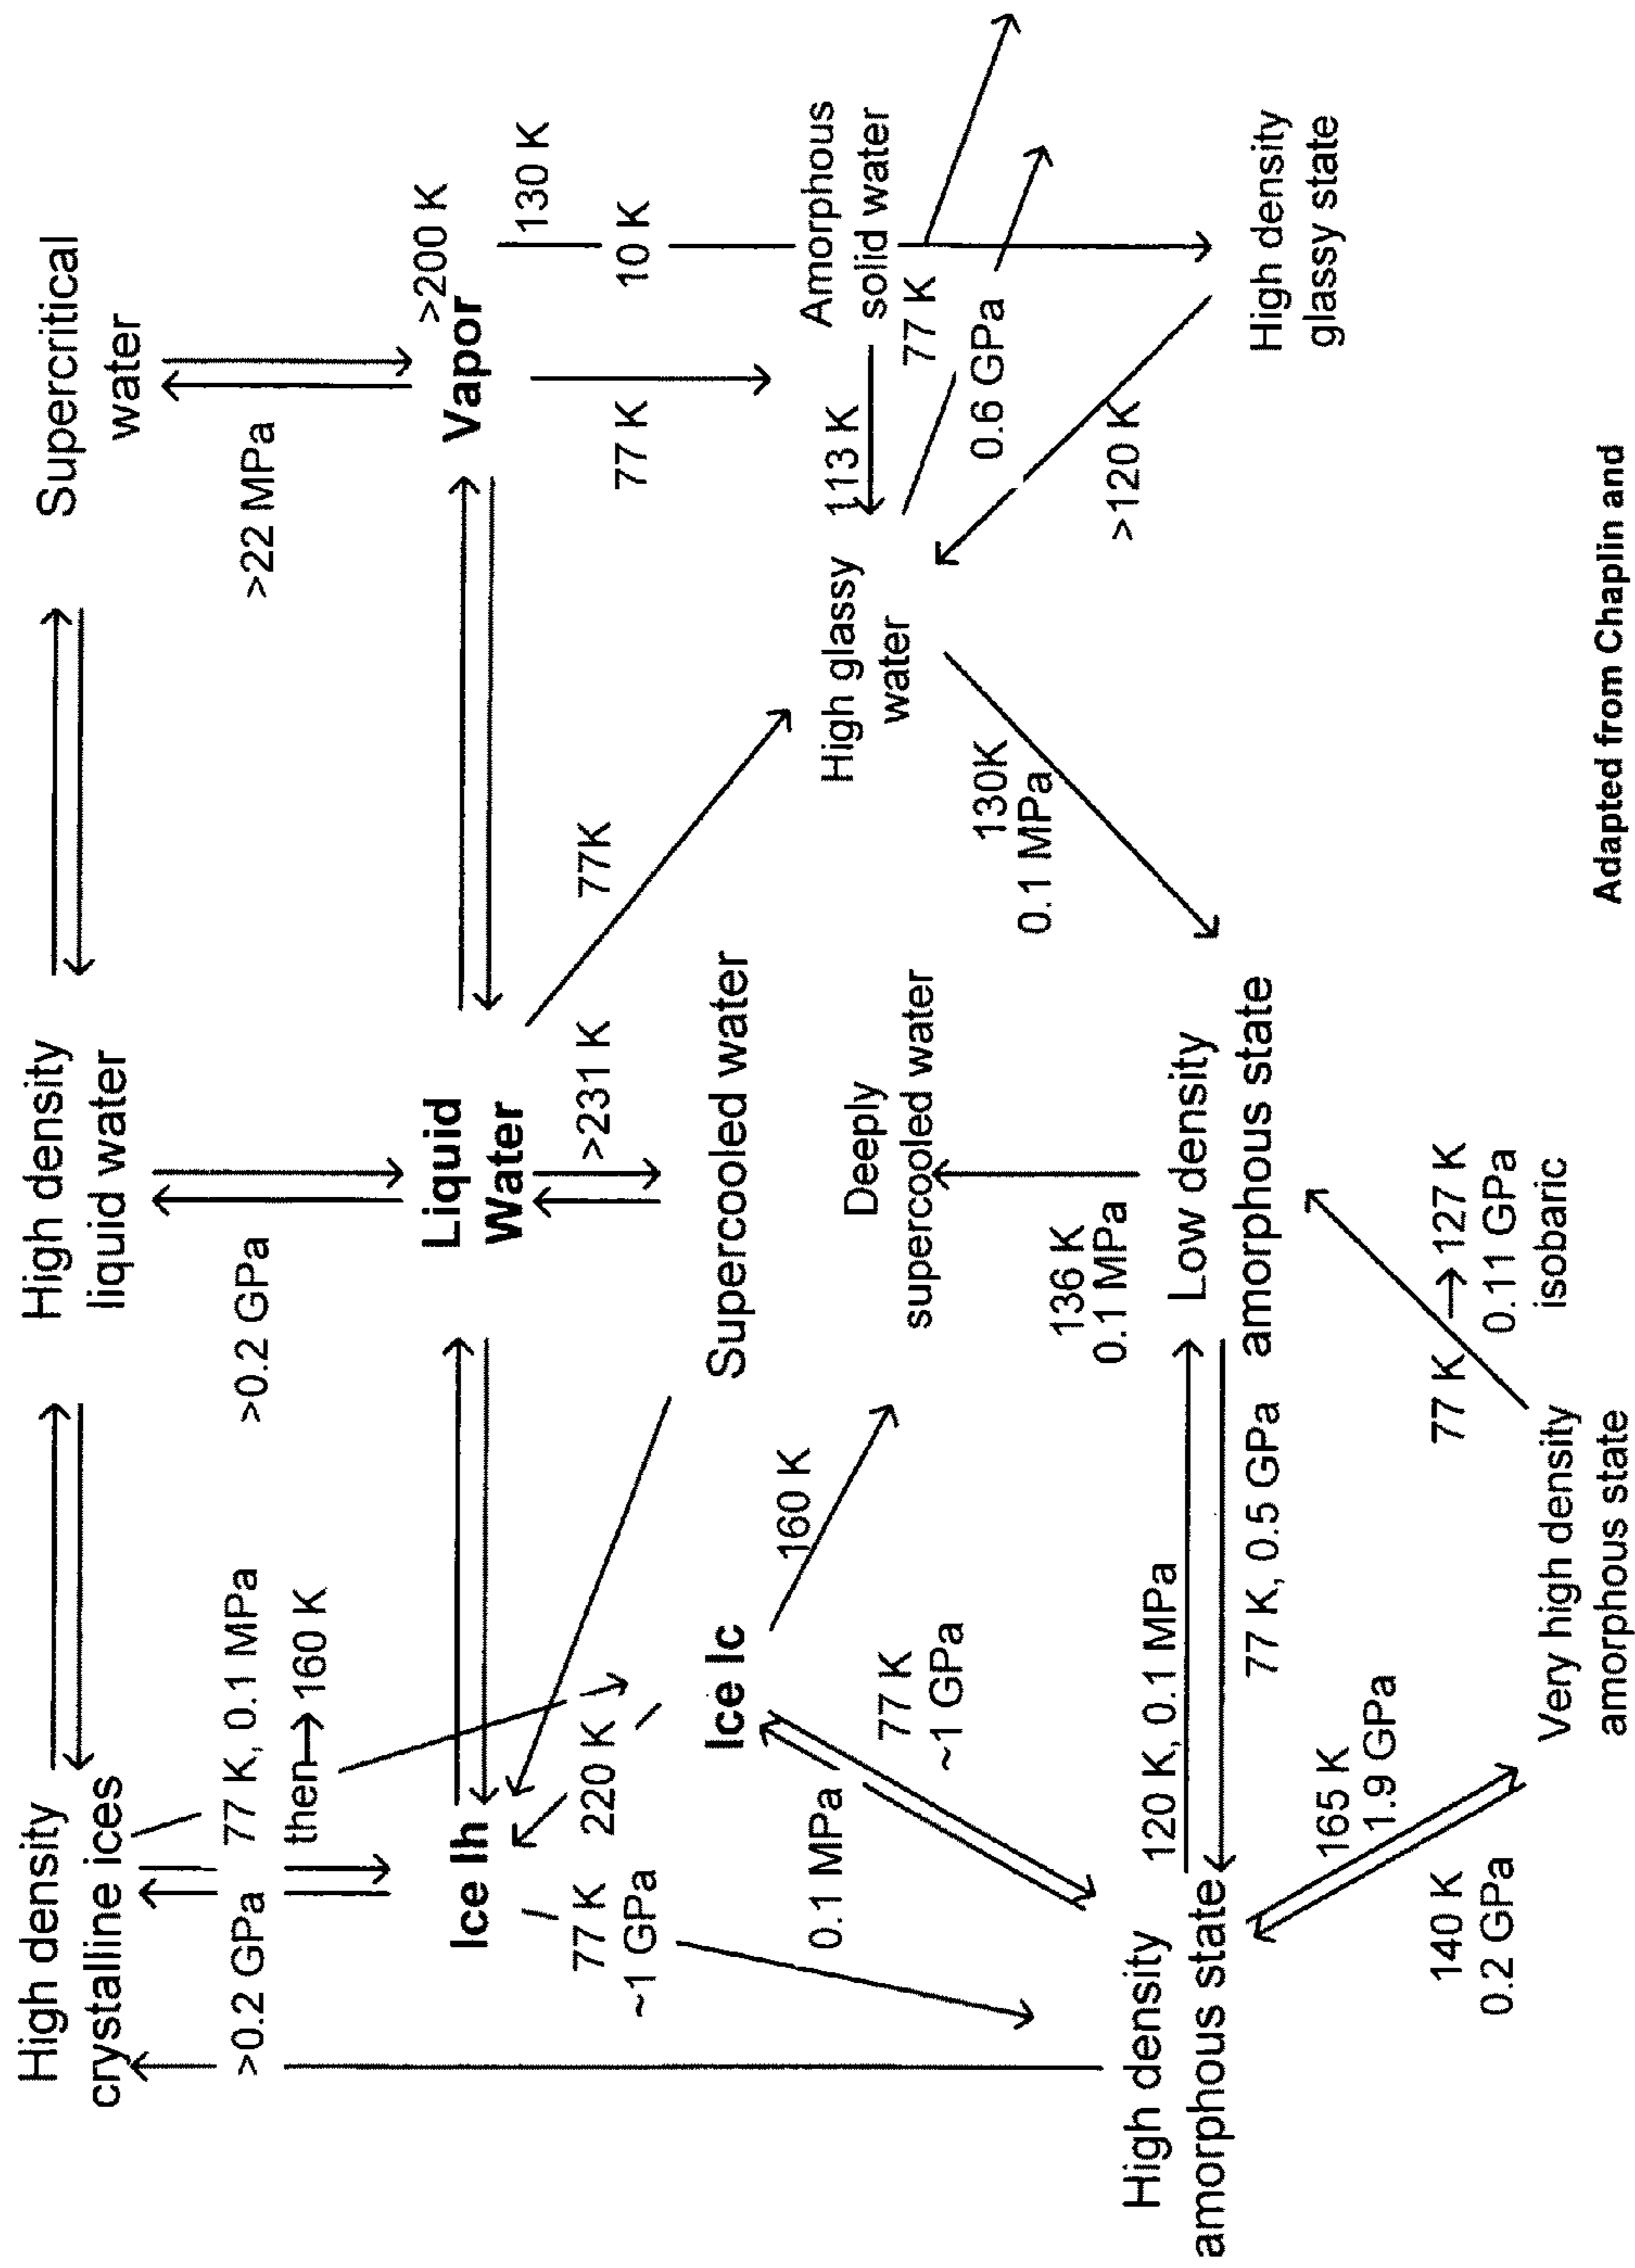 High density
crystalline ices
High density
liquid water
Supercritical
water
>0.2 GPa
77 K, 0.1 MPa
then→160 K
>0.2 GPa
>22 MPa
Ice Ih
Liquid
Water
Vapor
>200 K
77 K
~1 GPa
220 K
>231 K
77K
77 K
130 K
10 K
Ice Ic
Supercooled water
160 K
0.1 MPa
77 K
~1 GPa
Deeply
supercooled water
High glassy
water
113 K
Amorphous
solid water
77 K
0.6 GPa
136 K
0.1 MPa
130K
0.1 MPa
>120 K
High density
amorphous state
120 K, 0.1 MPa
77 K, 0.5 GPa
Low density
amorphous state
High density
glassy state
140 K
0.2 GPa
165 K
1.9 GPa
77 K → 127 K
0.11 GPa
isobaric
Very high density
amorphous state
Adapted from Chaplin and